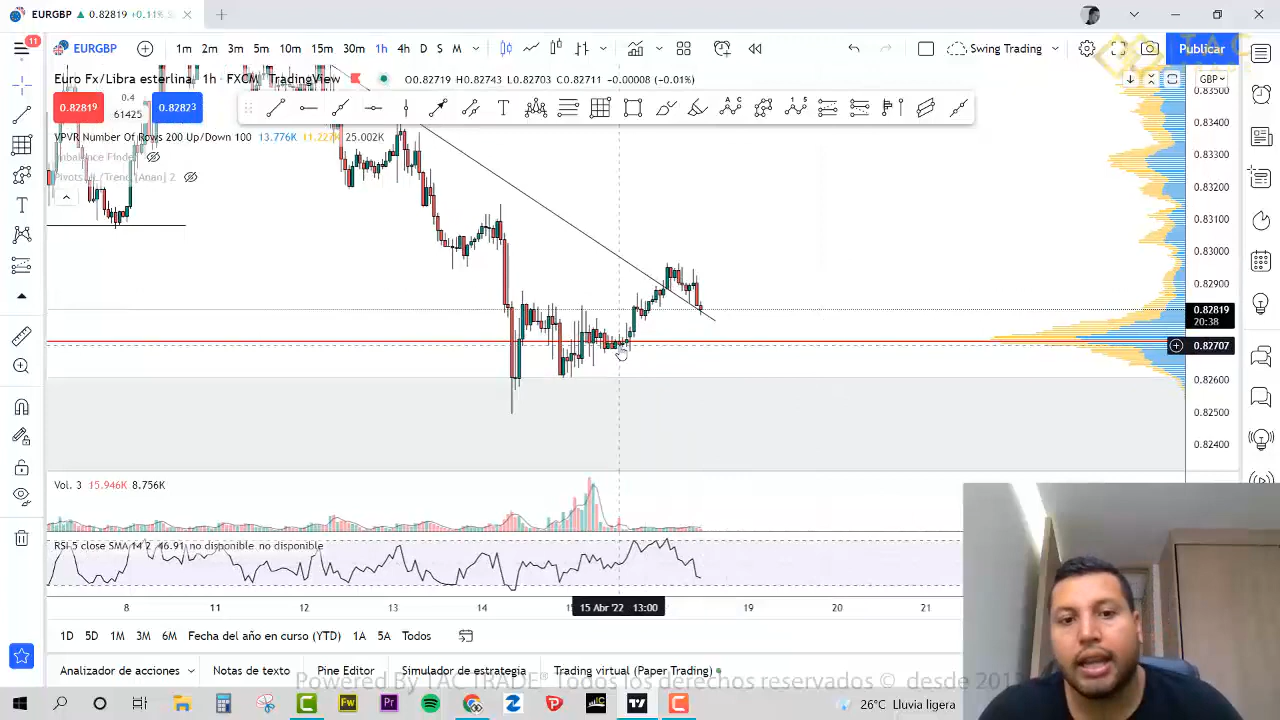 EURGBP ▲ 0.82819 +0.11% S
11
EURGBP
1m 2m 3m 5m 10m 15m 30m 1h 4h D S M
Swing Trading
Publicar
Euro Fx/Libra esterlina 1h · FXCM TradingView
O0.82719 H0.82743 L0.82703 C0.82711 −0.00008 (−0.01%)
GBP
0.82819
0.4
61425
0.82823
VPVR Number Of Rows 200 Up/Down 100 13.776K 11.227K 25.002K
Imbalance Finder
Pivots
0.83500
0.83400
0.83300
0.83200
0.83100
0.83000
0.82900
0.82819
20:38
0.82707
0.82600
0.82500
0.82400
Vol. 3 15.946K 8.756K
RSI 5 close SMA 14 2 46.91 no disponible no disponible
8 11 12 13 14 15 Abr '22 13:00 19 20 21
1D 5D 1M 3M 6M Fecha del año en curso (YTD) 1A 5A Todos
Analizador de acciones Notas de texto Pine Editor Simulador de estrategia Trading virtual (Paper Trading)
Powered By TAC TRADE® Todos los derechos reservados © desde 201
26°C Lluvia ligera